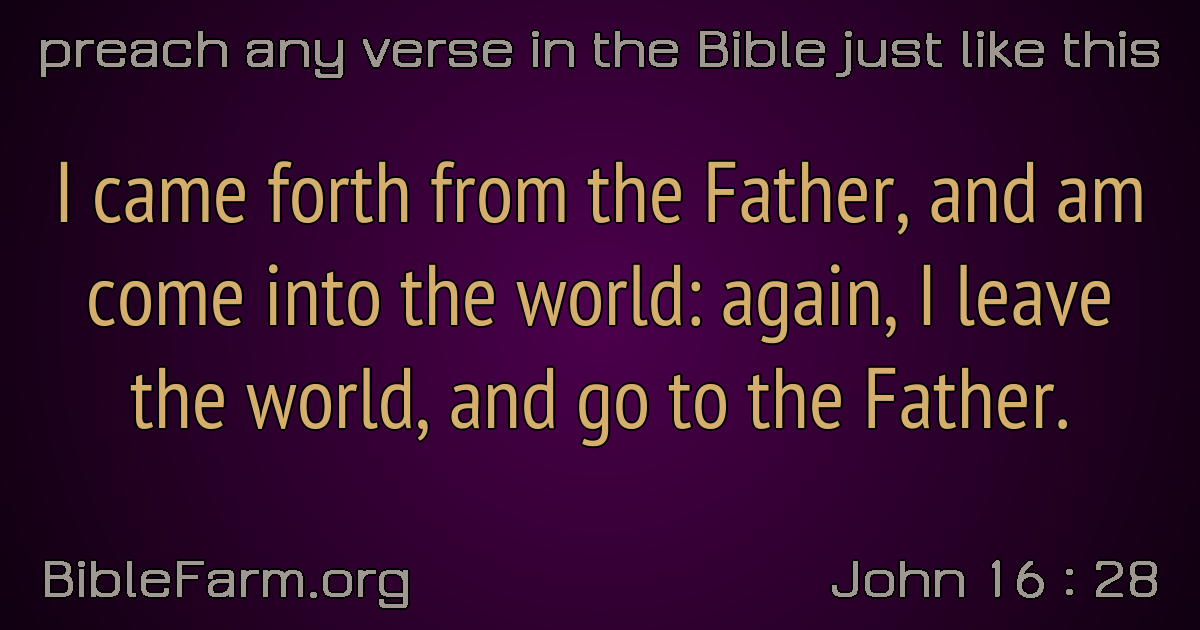 preach any verse in the Bible just like this
I came forth from the Father, and am
come into the world: again, I leave
the world, and go to the Father.
BibleFarm.org
John 16 : 28